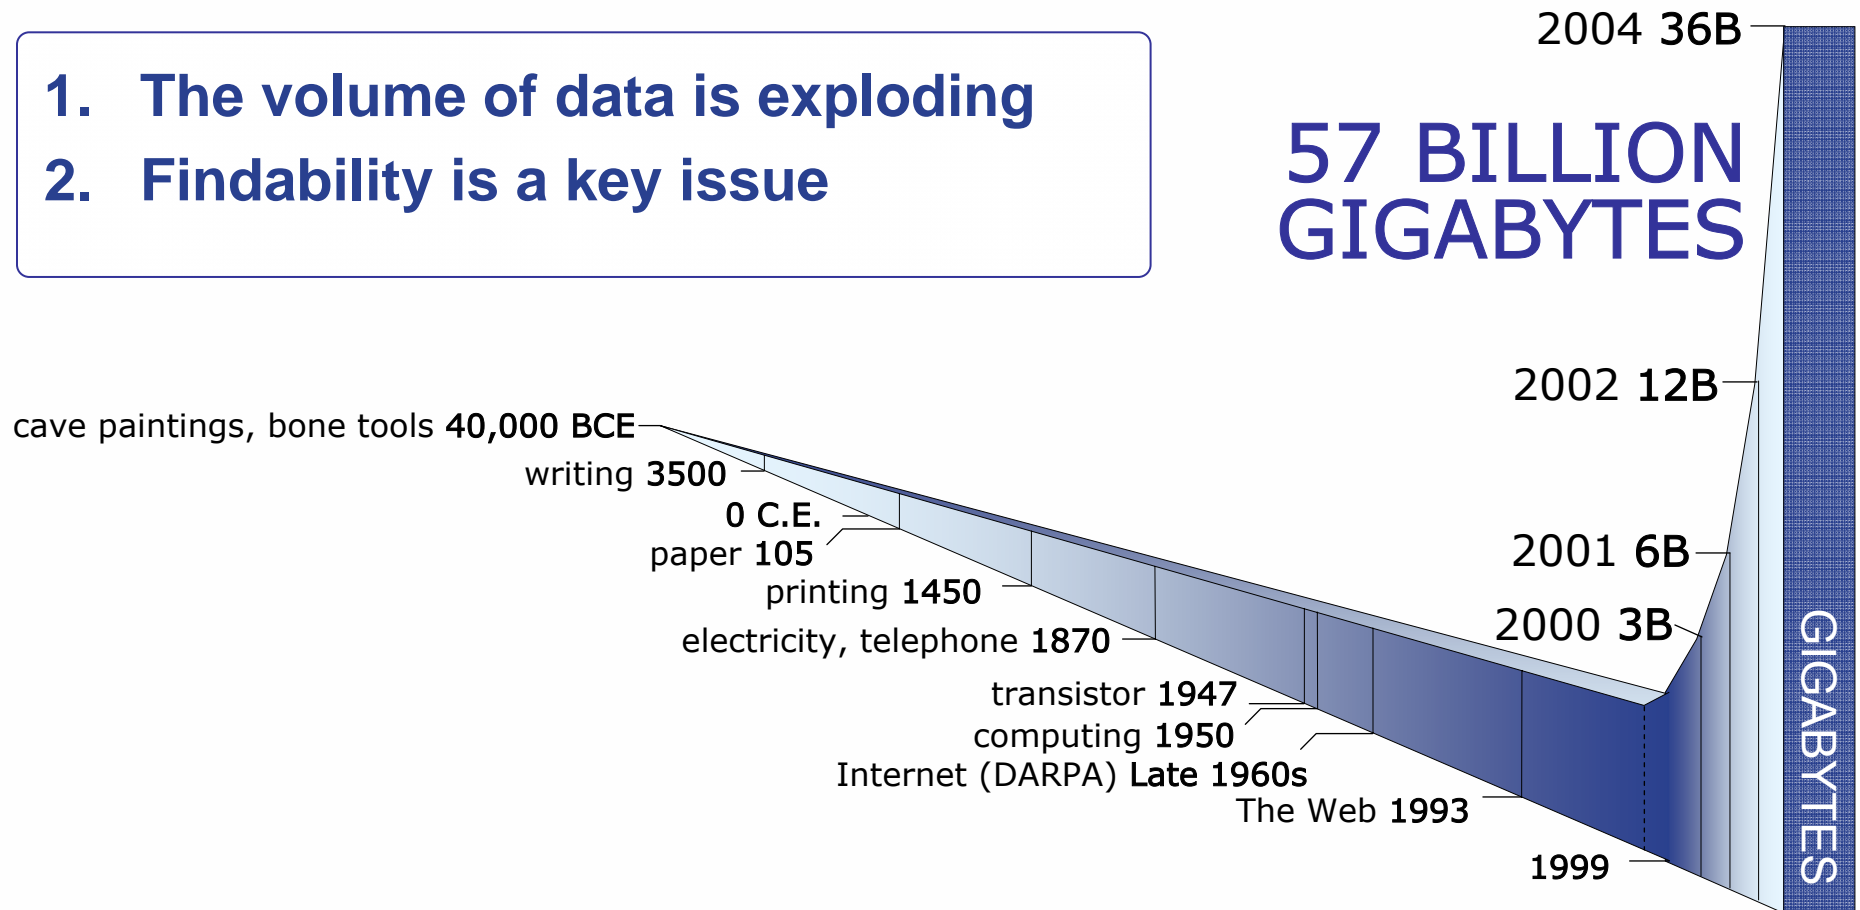 1. The volume of data is exploding
2. Findability is a key issue
2004 36B
57 BILLION
GIGABYTES
2002 12B
cave paintings, bone tools 40,000 BCE
writing 3500
0 C.E.
paper 105
2001 6B
printing 1450
2000 3B
electricity, telephone 1870
transistor 1947
computing 1950
Internet (DARPA) Late 1960s
The Web 1993
1999
GIGABYTES